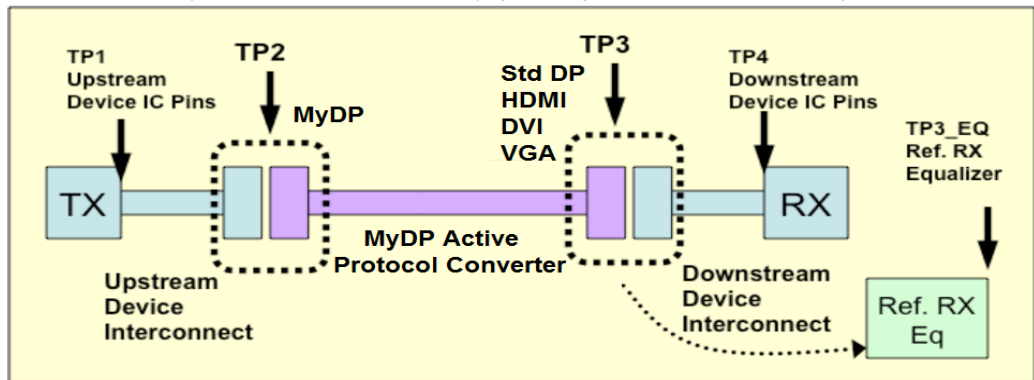 TP1
Upstream
Device IC Pins
TP2
MyDP
TP3
Std DP
HDMI
DVI
VGA
TP4
Downstream
Device IC Pins
TP3_EQ
Ref. RX
Equalizer
TX
RX
MyDP Active
Protocol Converter
Upstream
Device
Interconnect
Downstream
Device
Interconnect
Ref. RX
Eq